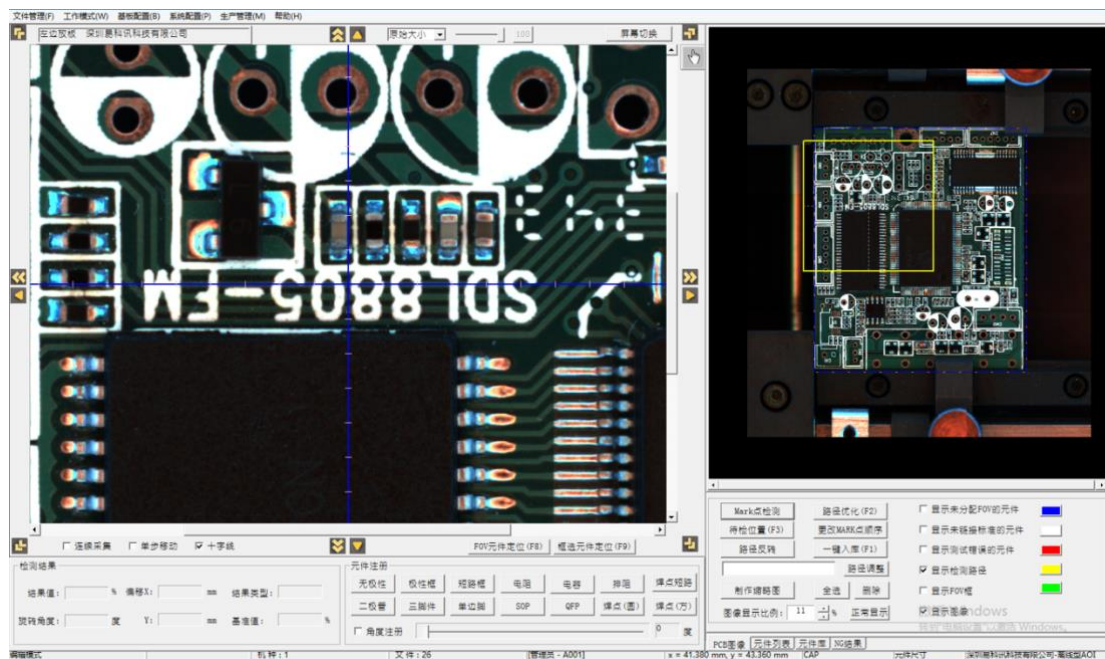 文件管理(F) 工作模式(W) 基板配置(B) 系统配置(P) 生产管理(M) 帮助(H)
左边放板 深圳易科讯科技有限公司
原始大小
100
屏幕切换
SDL8805-FM
连续采集 单步移动 十字线
FOV元件定位(F8) 框选元件定位(F9)
检测结果
结果值: % 偏移X: mm 结果类型:
旋转角度: 度 Y: mm 基准值: %
元件注册
无极性 极性框 短路框 电阻 电容 排阻 焊点短路
二极管 三脚件 单边脚 SOP QFP 焊点(圆) 焊点(方)
角度注册 0 度
Mark点检测 路径优化(F2) 显示未分配FOV的元件
待检位置(F3) 更改MARK点顺序 显示未链接标准的元件
路径反转 一键入库(F1) 显示测试错误的元件
路径调整 显示检测路径
制作缩略图 全选 删除 显示FOV框
图像显示比例: 11 % 正常显示 显示图像
PCB图像 元件列表 元件库 NG结果
编辑模式 机种:1 文件:26 [管理员 - A001] x = 41.380 mm, y = 43.360 mm CAP 元件尺寸 深圳易科讯科技有限公司-离线型AOI